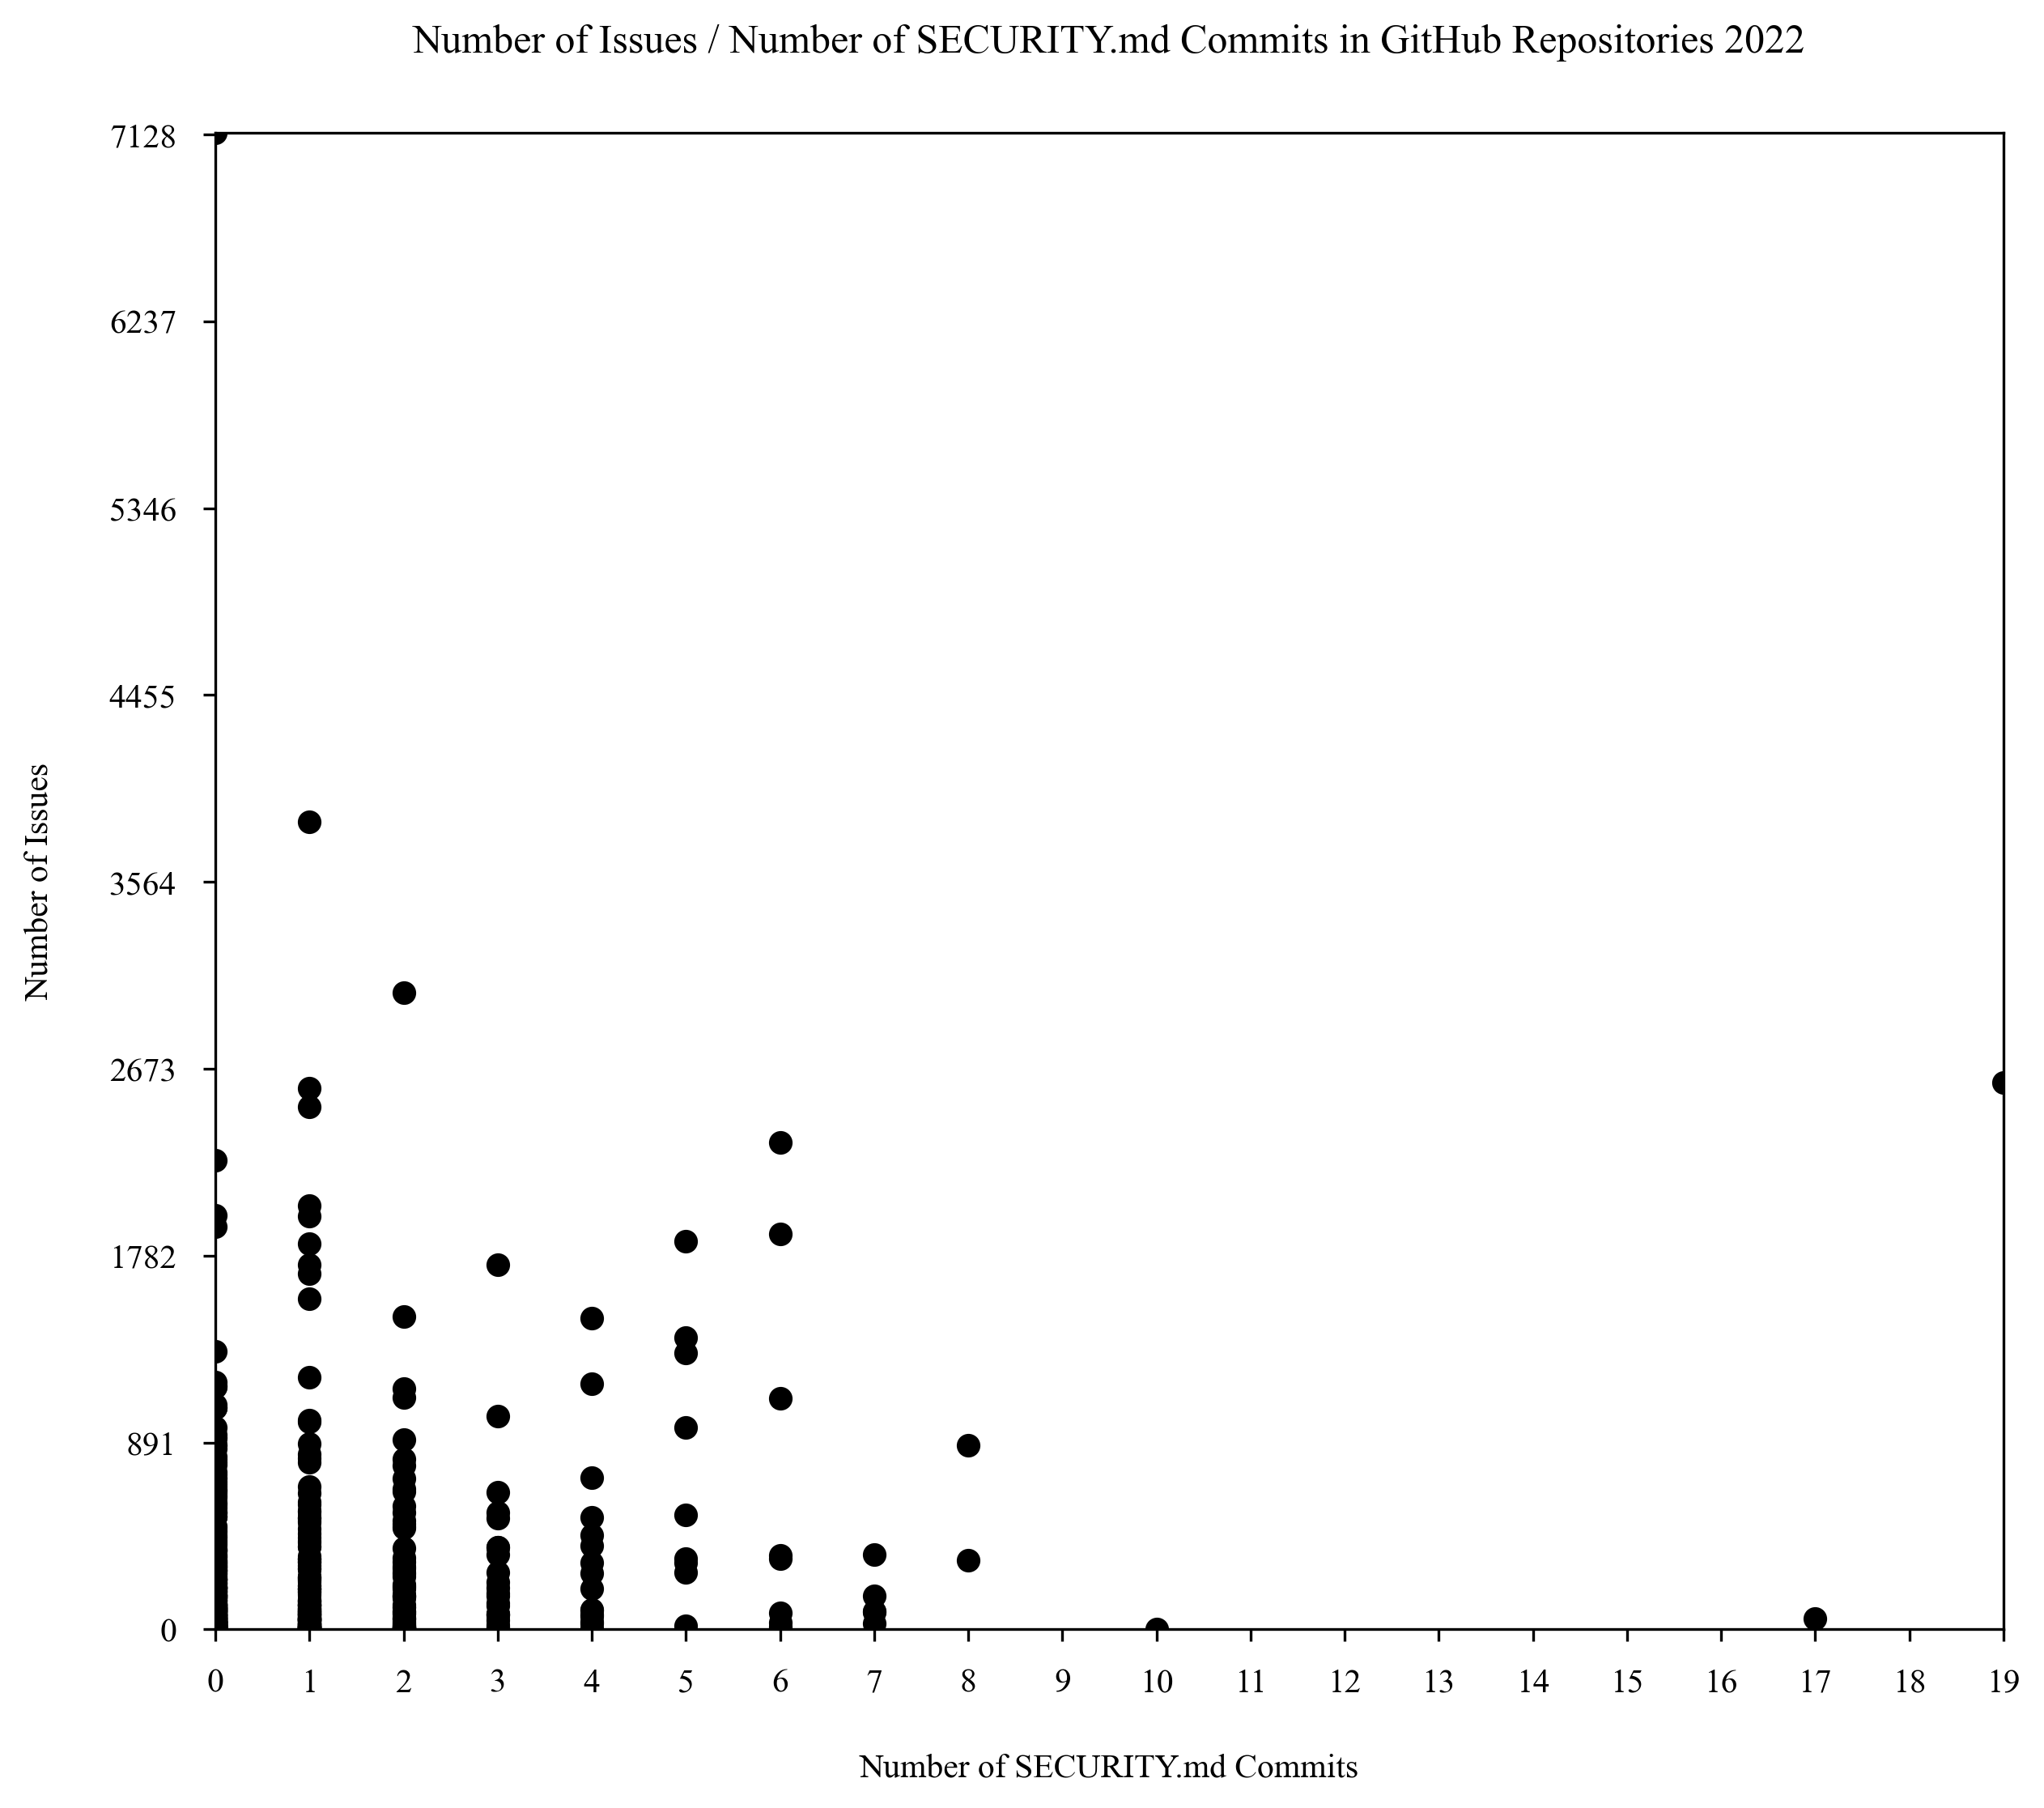 Number of Issues / Number of SECURITY.md Commits in GitHub Repositories 2022
7128
6237
5346
4455
3564
2673
1782
891
0
Number of Issues
0 1 2 3 4 5 6 7 8 9 10 11 12 13 14 15 16 17 18 19
Number of SECURITY.md Commits